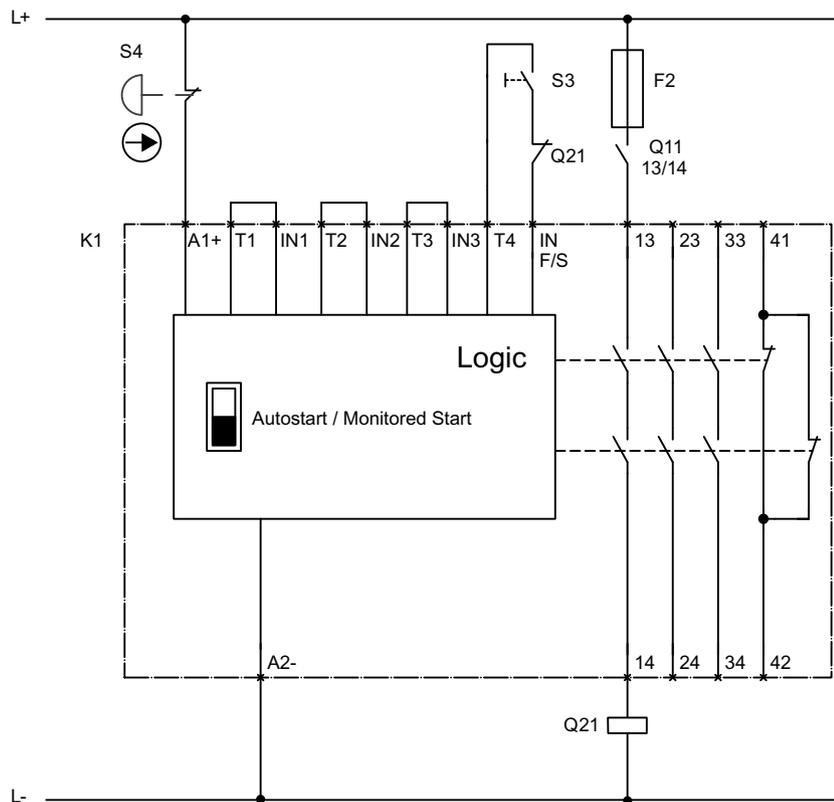 L+
S4
S3
F2
Q21
Q11
13/14
K1
A1+
T1
IN1
T2
IN2
T3
IN3
T4
IN
F/S
13
23
33
41
Logic
Autostart / Monitored Start
A2-
14
24
34
42
Q21
L-